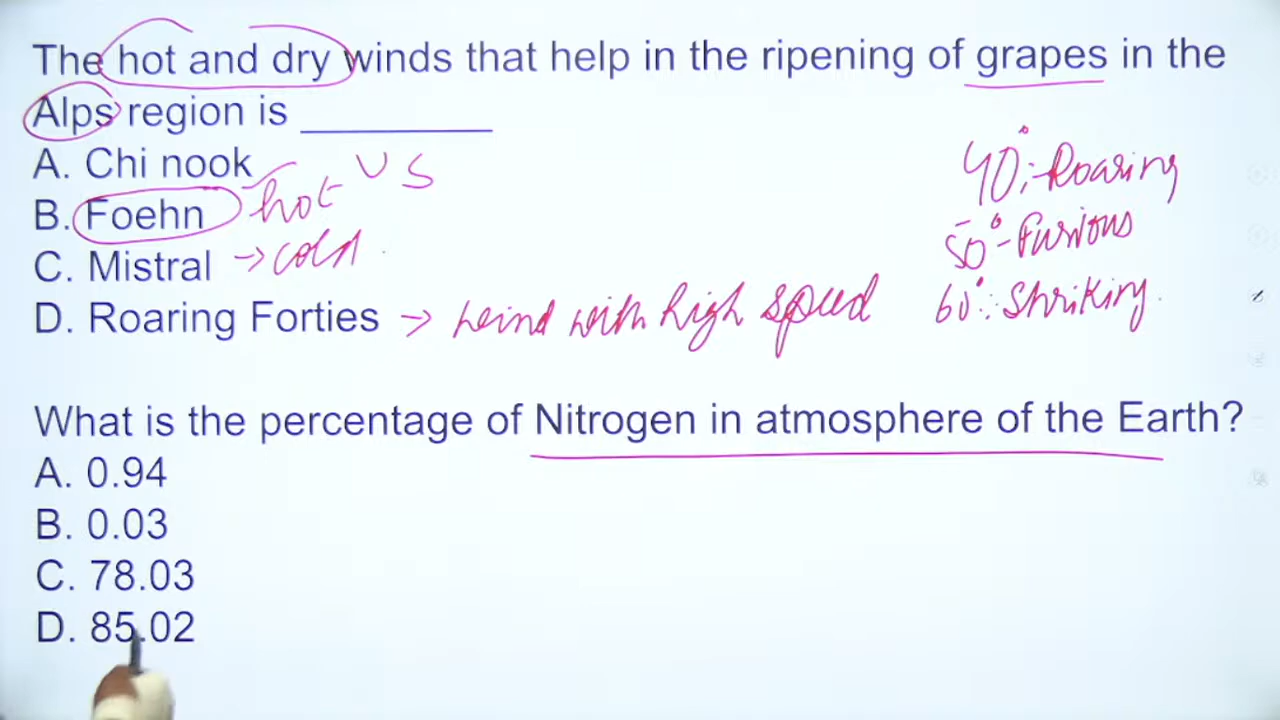 The hot and dry winds that help in the ripening of grapes in the
Alps region is __________
A. Chi nook US
B. Foehn hot
C. Mistral → cold
D. Roaring Forties → wind with high speed
40°:- Roaring
50°- Furious
60°:- Shriking
What is the percentage of Nitrogen in atmosphere of the Earth?
A. 0.94
B. 0.03
C. 78.03
D. 85.02